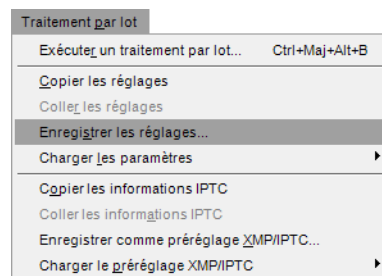 Traitement par lot
Exécuter un traitement par lot... Ctrl+Maj+Alt+B
Copier les réglages
Coller les réglages
Enregistrer les réglages...
Charger les paramètres
Copier les informations IPTC
Coller les informations IPTC
Enregistrer comme préréglage XMP/IPTC...
Charger le préréglage XMP/IPTC